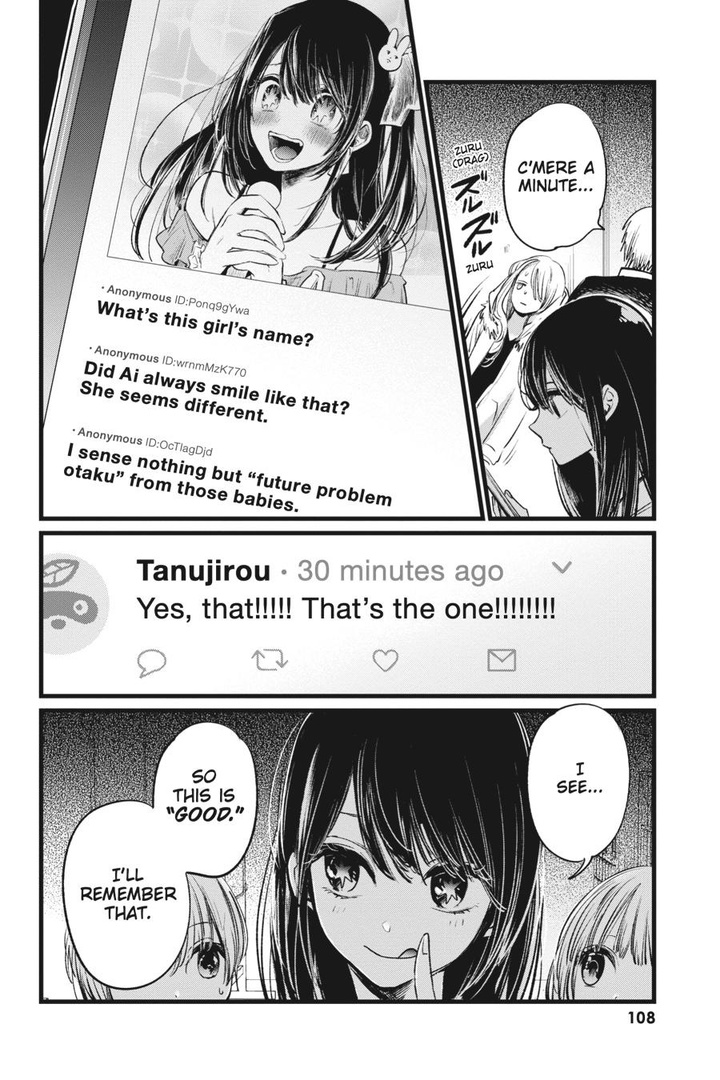 · Anonymous ID:Ponq9gYwa
What's this girl's name?
· Anonymous ID:wrnmMzK770
Did Ai always smile like that?
She seems different.
· Anonymous ID:OcTlagDjd
I sense nothing but “future problem
otaku” from those babies.
C'MERE A
MINUTE...
ZURU
(DRAG)
ズル
ズル
ZURU
Tanujirou · 30 minutes ago
Yes, that!!!!! That's the one!!!!!!!!
I
SEE...
SO
THIS IS
“GOOD.”
I'LL
REMEMBER
THAT.
108